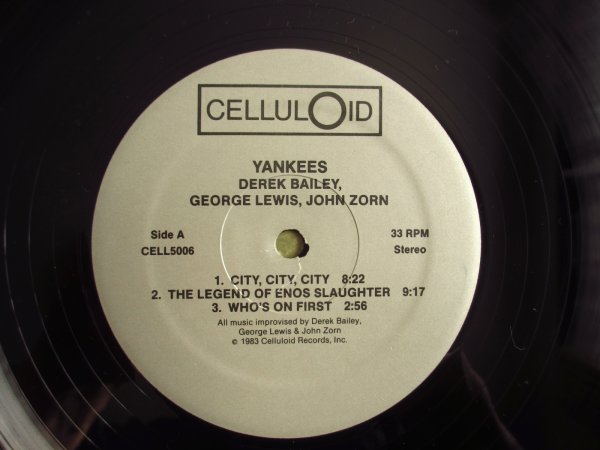 CELLULOID
YANKEES
DEREK BAILEY,
GEORGE LEWIS, JOHN ZORN
Side A 33 RPM
CELL5006 Stereo
1. CITY, CITY, CITY 8:22
2. THE LEGEND OF ENOS SLAUGHTER 9:17
3. WHO'S ON FIRST 2:56
All music improvised by Derek Bailey,
George Lewis & John Zorn
© 1983 Celluloid Records, Inc.